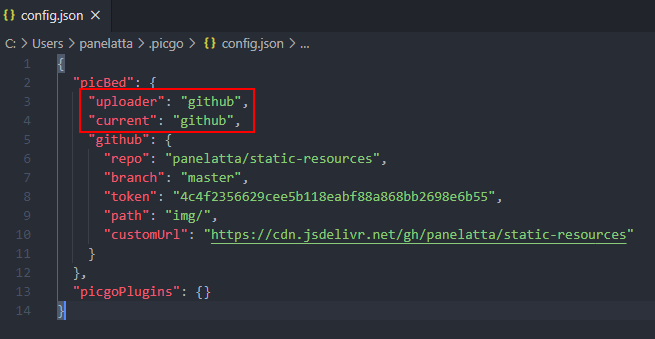 {} config.json ×
C: > Users > panelatta > .picgo > {} config.json > ...
1 {
2 "picBed": {
3 "uploader": "github",
4 "current": "github",
5 "github": {
6 "repo": "panelatta/static-resources",
7 "branch": "master",
8 "token": "4c4f2356629cee5b118eabf88a868bb2698e6b55",
9 "path": "img/",
10 "customUrl": "https://cdn.jsdelivr.net/gh/panelatta/static-resources"
11 }
12 },
13 "picgoPlugins": {}
14 }